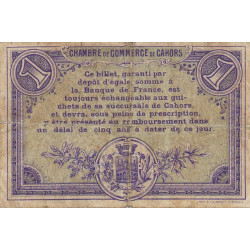 CHAMBRE DE COMMERCE DE CAHORS
1 1
Ce billet, garanti par
dépôt d'égale somme à
la Banque de France, est
toujours échangeable aux gui-
chets de sa succursale de Cahors,
et devra, sous peine de prescription,
y être présenté au remboursement dans
un délai de cinq ans à dater de ce jour.